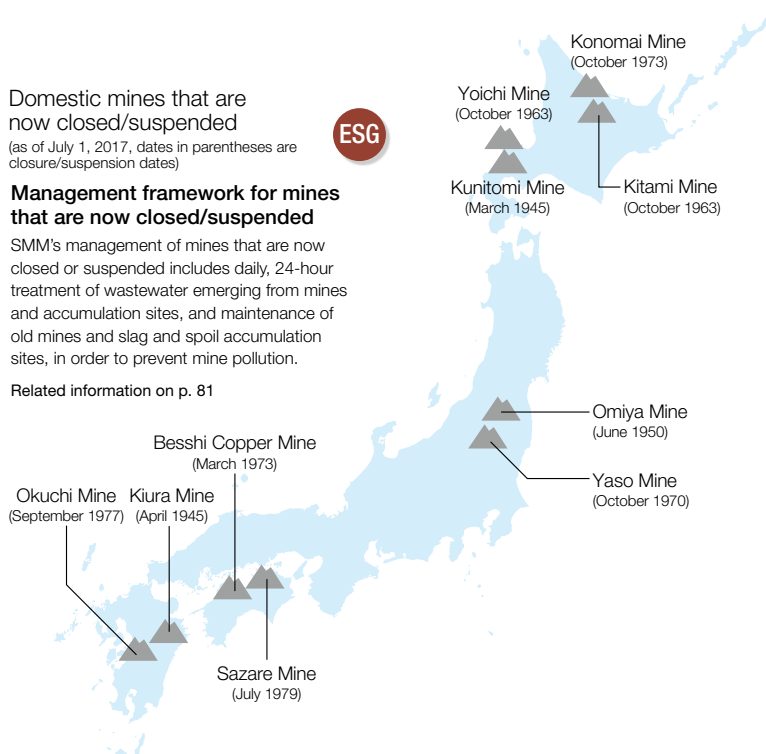 Domestic mines that are
now closed/suspended
(as of July 1, 2017, dates in parentheses are
closure/suspension dates)
ESG
Management framework for mines
that are now closed/suspended
SMM's management of mines that are now
closed or suspended includes daily, 24-hour
treatment of wastewater emerging from mines
and accumulation sites, and maintenance of
old mines and slag and spoil accumulation
sites, in order to prevent mine pollution.
Related information on p. 81
Konomai Mine
(October 1973)
Yoichi Mine
(October 1963)
Kunitomi Mine
(March 1945)
Kitami Mine
(October 1963)
Omiya Mine
(June 1950)
Yaso Mine
(October 1970)
Besshi Copper Mine
(March 1973)
Okuchi Mine
(September 1977)
Kiura Mine
(April 1945)
Sazare Mine
(July 1979)